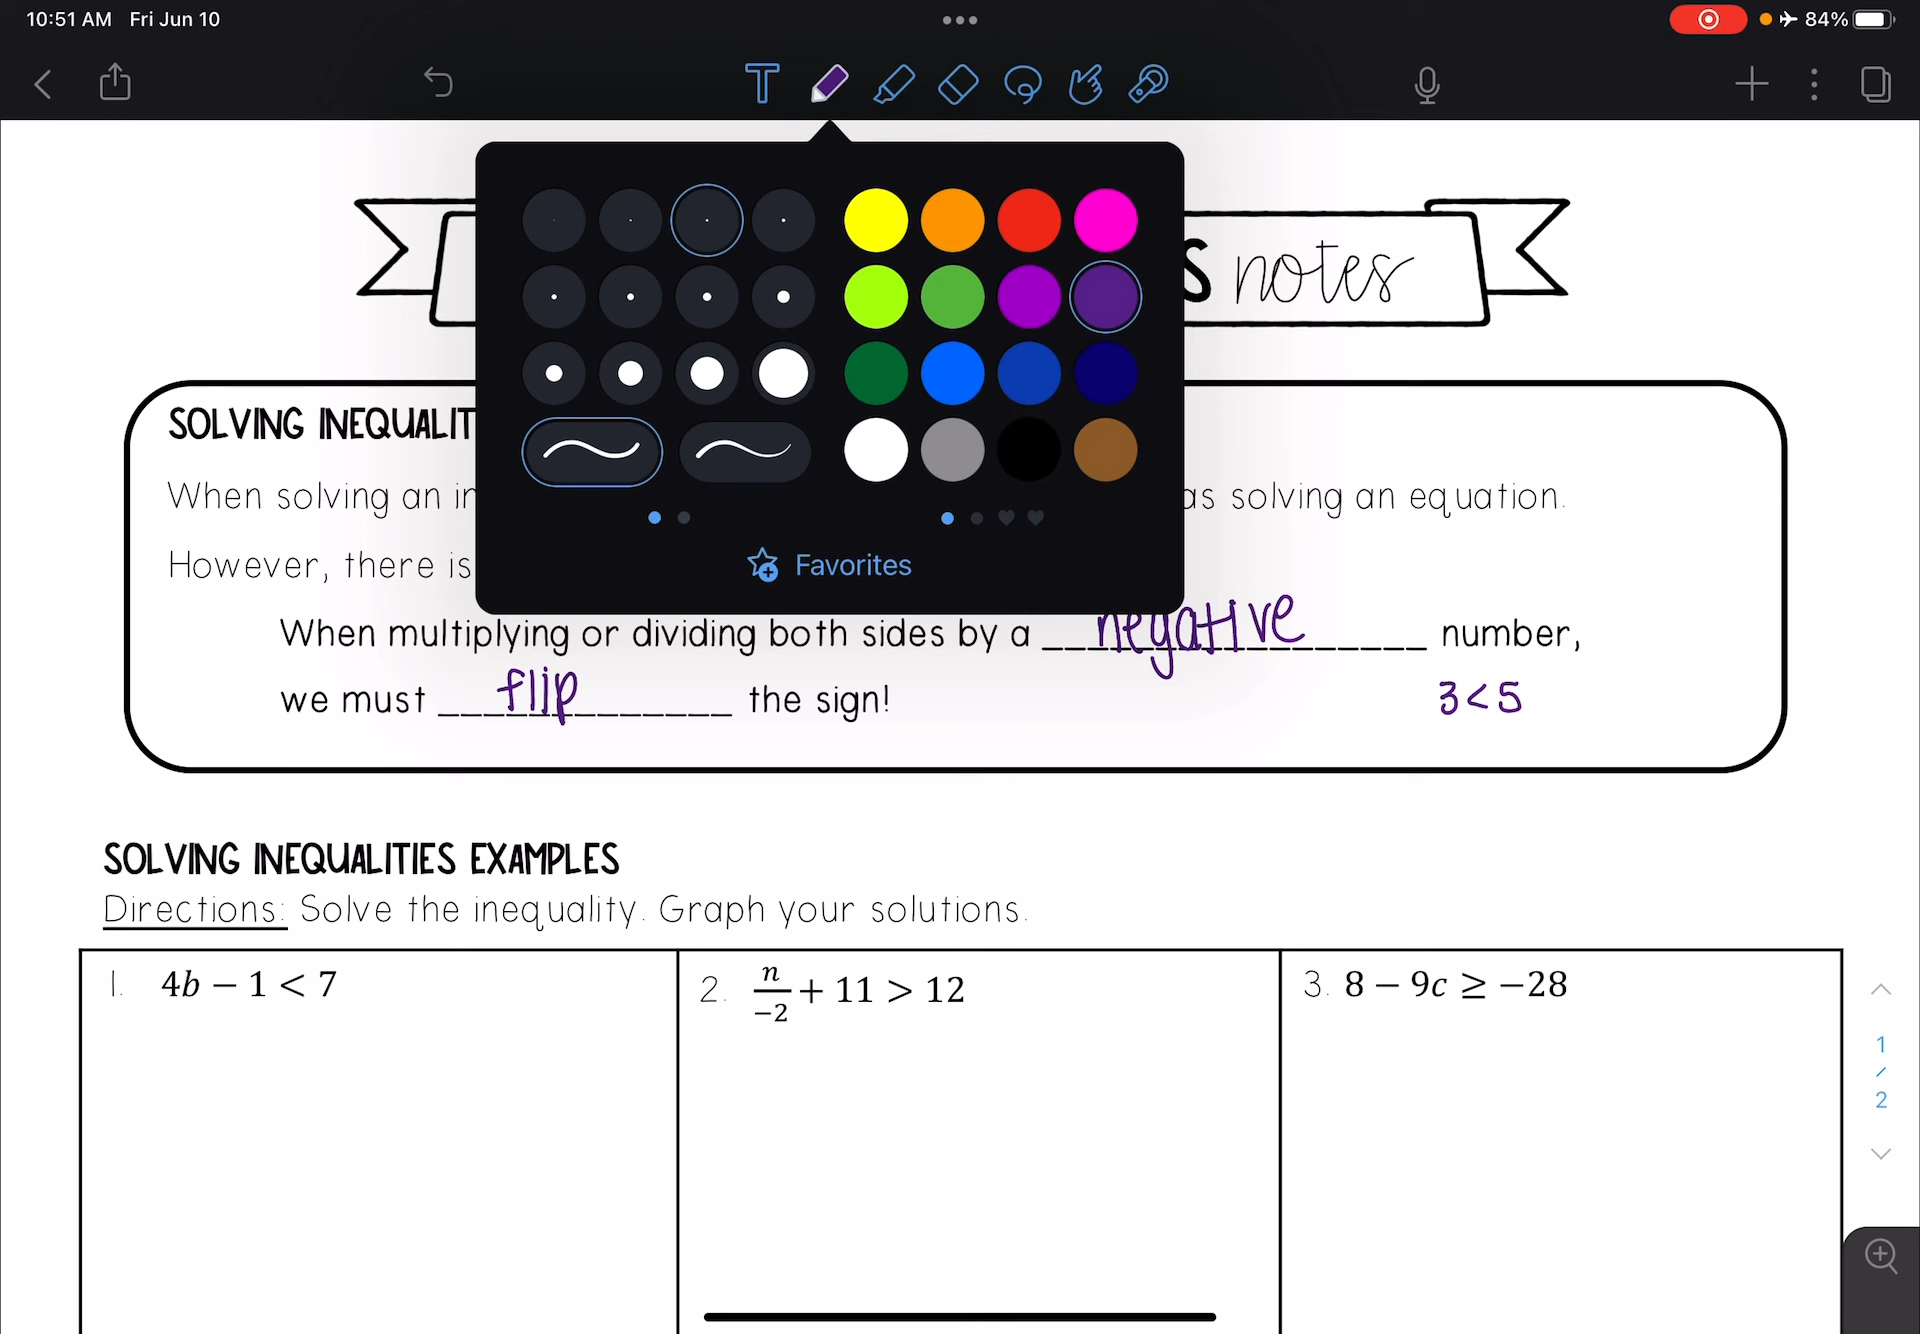 10:51 AM Fri Jun 10
84%
T
S notes
SOLVING INEQUALIT
When solving an in as solving an equation.
However, there is
Favorites
When multiplying or dividing both sides by a negative number,
we must flip the sign!
3<5
SOLVING INEQUALITIES EXAMPLES
Directions: Solve the inequality. Graph your solutions.
1. 4b − 1 < 7
2. n/−2 + 11 > 12
3. 8 − 9c ≥ −28
1
/
2